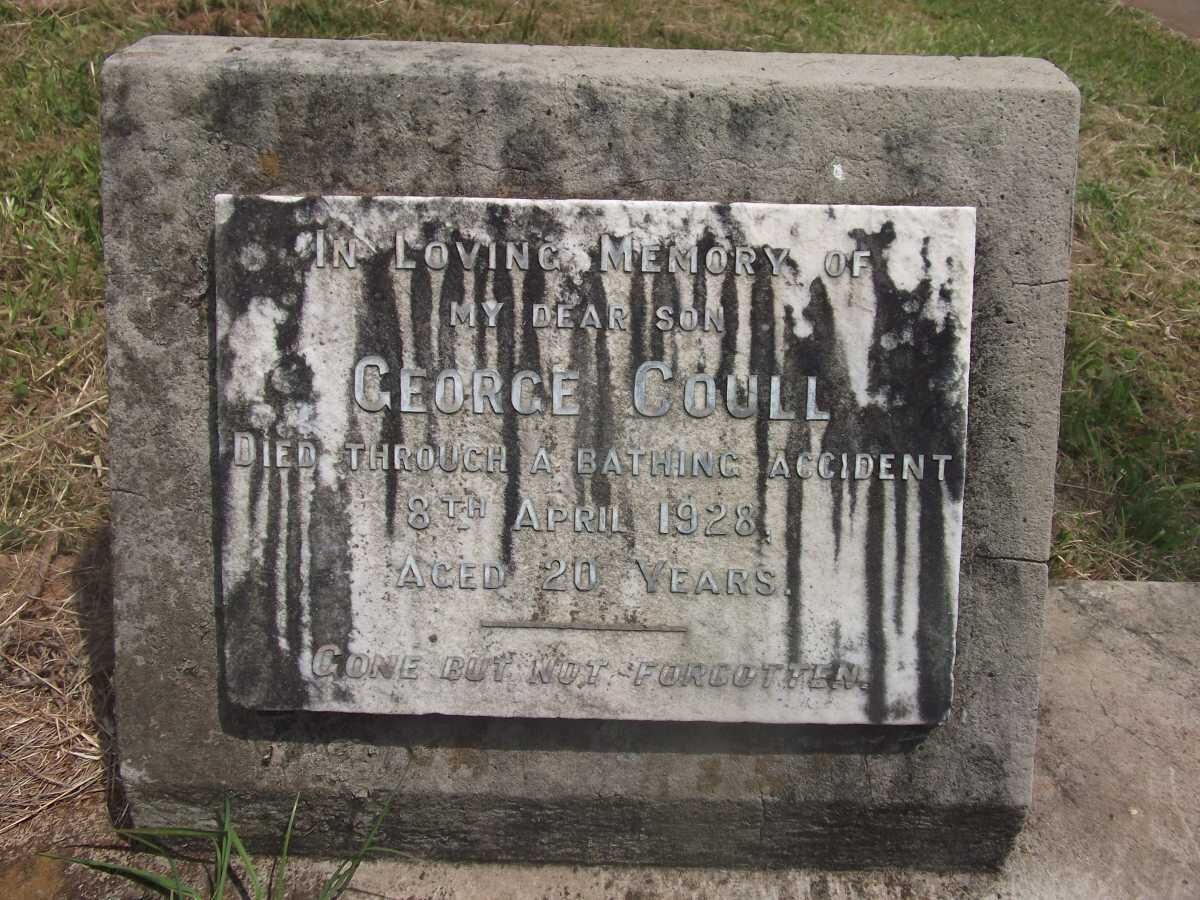 In Loving Memory of
my dear son
George Coull
Died through a bathing accident
8th April 1928.
Aged 20 Years.
Gone but not forgotten.